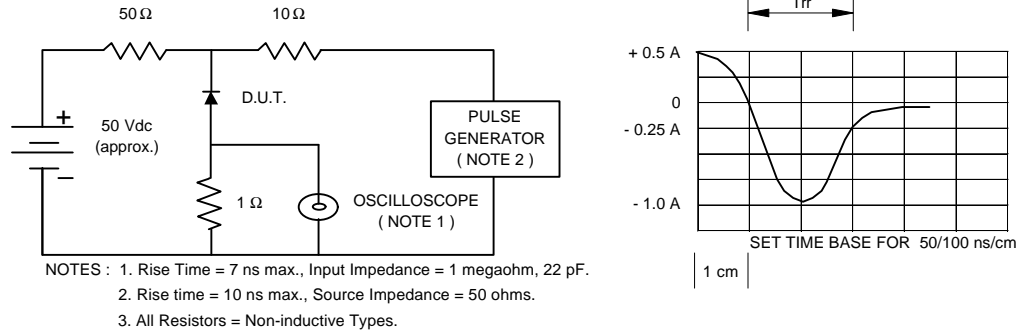 50 Ω
10 Ω
Trr
+ 0.5 A
D.U.T.
+
50 Vdc
(approx.)
−
PULSE
GENERATOR
( NOTE 2 )
0
- 0.25 A
1 Ω
OSCILLOSCOPE
( NOTE 1 )
- 1.0 A
SET TIME BASE FOR 50/100 ns/cm
1 cm
NOTES : 1. Rise Time = 7 ns max., Input Impedance = 1 megaohm, 22 pF.
2. Rise time = 10 ns max., Source Impedance = 50 ohms.
3. All Resistors = Non-inductive Types.